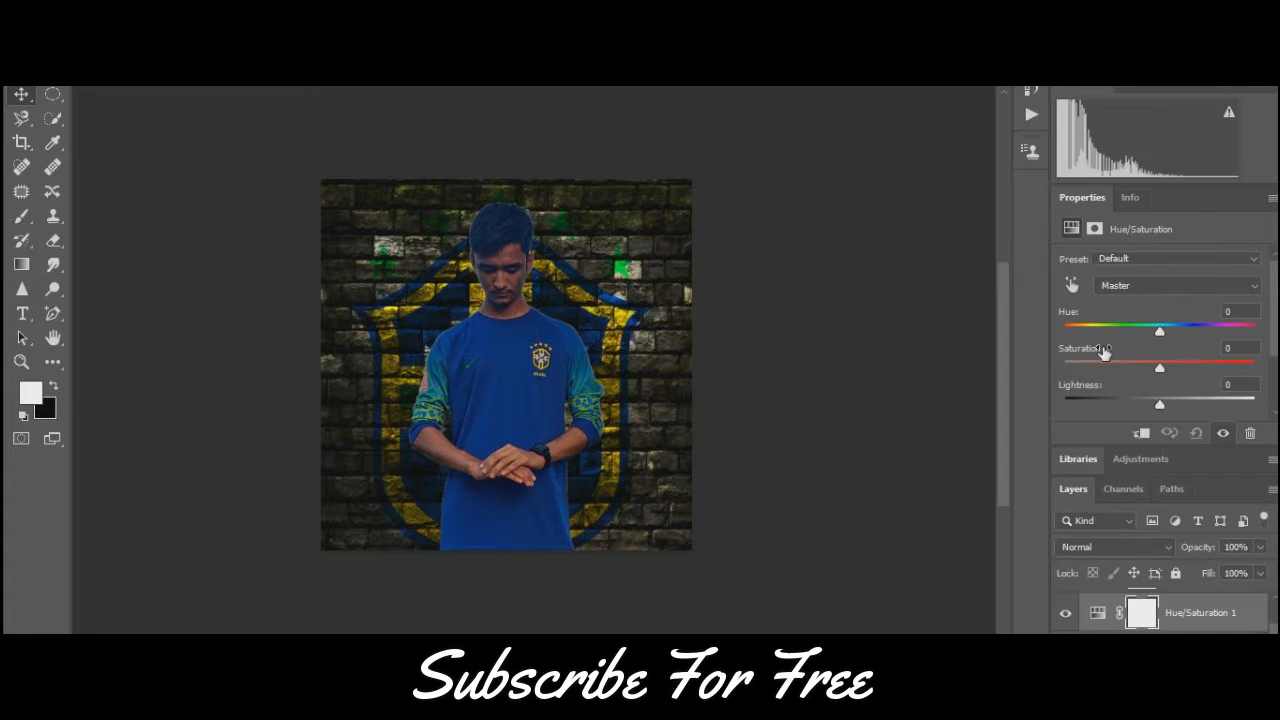 Properties
Info
Hue/Saturation
Preset: Default
Master
Hue: 0
Saturation: 0
Lightness: 0
Libraries
Adjustments
Layers
Channels
Paths
Kind
Normal
Opacity: 100%
Lock:
Fill: 100%
Hue/Saturation 1
BRASIL
Subscribe For Free